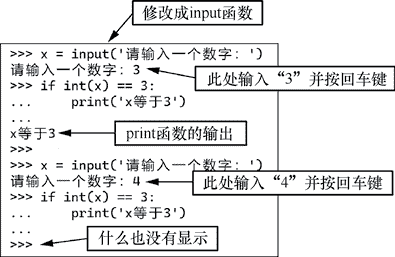 修改成input函数
>>> x = input('请输入一个数字: ')
请输入一个数字: 3
此处输入“3”并按回车键
>>> if int(x) == 3:
...     print('x等于3')
...
x等于3
print函数的输出
>>>
>>> x = input('请输入一个数字: ')
请输入一个数字: 4
此处输入“4”并按回车键
>>> if int(x) == 3:
...     print('x等于3')
...
>>>
什么也没有显示